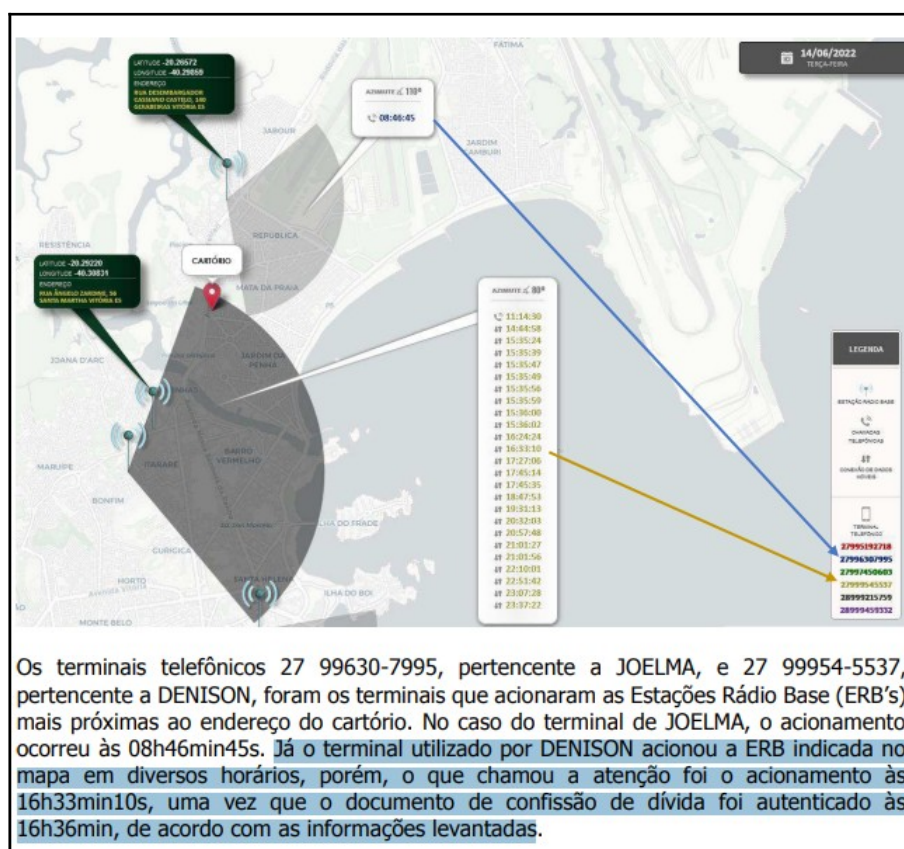 14/06/2022
TERÇA-FEIRA
LATITUDE -20.26572
LONGITUDE -40.29869
ENDEREÇO
RUA DESEMBARGADOR
CASSIANO CASTELO, 140
GOIABEIRAS VITÓRIA ES
AZIMUTE 110º
08:46:45
FÁTIMA
JABOUR
JARDIM
CAMBURI
RESISTÊNCIA
REPÚBLICA
CARTÓRIO
MATA DA PRAIA
LATITUDE -20.29220
LONGITUDE -40.30831
ENDEREÇO
RUA ÂNGELO ZARDINE, 56
SANTA MARTHA VITÓRIA ES
AZIMUTE 80º
11:14:30
14:44:58
15:35:24
15:35:39
15:35:47
15:35:49
15:35:56
15:35:59
15:36:00
15:36:02
16:24:24
16:33:10
17:27:06
17:45:14
17:45:35
18:47:53
19:31:13
20:32:03
20:57:48
21:01:27
21:01:56
22:10:01
22:51:42
23:07:28
23:37:22
JOANA D'ARC
JARDIM DA
PENHA
MARUIPE
ITARARÉ
BARRO
VERMELHO
BONFIM
ILHA DO FRADE
GURIGICA
SANTA HELENA
HORTO
ILHA DO BOI
MONTE BELO
LEGENDA
ESTAÇÃO RÁDIO BASE
CHAMADAS
TELEFÔNICAS
CONEXÃO DE DADOS
MÓVEIS
TERMINAL
TELEFÔNICO
27995192718
27996307995
27997450603
27999545537
28999215759
28999459332
Os terminais telefônicos 27 99630-7995, pertencente a JOELMA, e 27 99954-5537,
pertencente a DENISON, foram os terminais que acionaram as Estações Rádio Base (ERB's)
mais próximas ao endereço do cartório. No caso do terminal de JOELMA, o acionamento
ocorreu às 08h46min45s. Já o terminal utilizado por DENISON acionou a ERB indicada no
mapa em diversos horários, porém, o que chamou a atenção foi o acionamento às
16h33min10s, uma vez que o documento de confissão de dívida foi autenticado às
16h36min, de acordo com as informações levantadas.